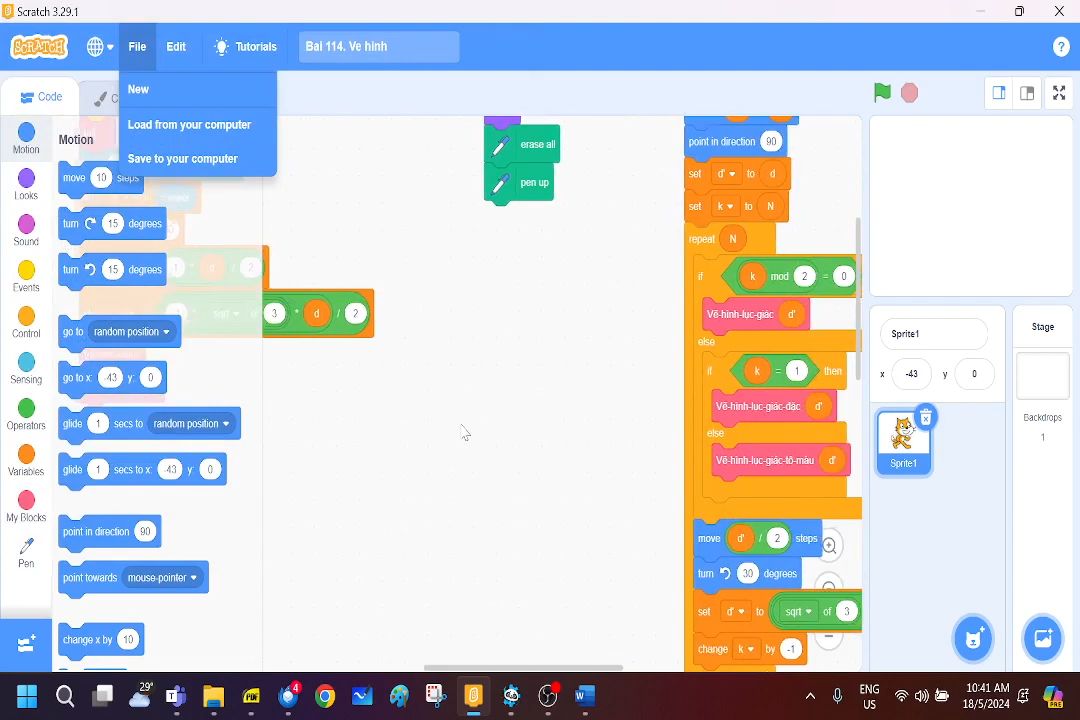 Scratch 3.29.1
SCRATCH
File
Edit
Tutorials
Bai 114. Ve hinh
New
Load from your computer
Save to your computer
Code
C
Motion
Looks
Sound
Events
Control
Sensing
Operators
Variables
My Blocks
Pen
Motion
move 10 steps
turn 15 degrees
turn 15 degrees
go to random position
go to x: -43 y: 0
glide 1 secs to random position
glide 1 secs to x: -43 y: 0
point in direction 90
point towards mouse-pointer
change x by 10
1 * / 2
3 * d / 2
erase all
pen up
point in direction 90
set d' to d
set k to N
repeat N
if k mod 2 = 0
Vẽ-hình-lục-giác d'
else
if k = 1 then
Vẽ-hình-lục-giác-đặc d'
else
Vẽ-hình-lục-giác-tô-màu d'
move d' / 2 steps
turn 30 degrees
set d' to sqrt of 3
change k by -1
Sprite1
x -43 y 0
Sprite1
Stage
Backdrops
1
29°
4
PDF
ENG
US
10:41 AM
18/5/2024
PRE